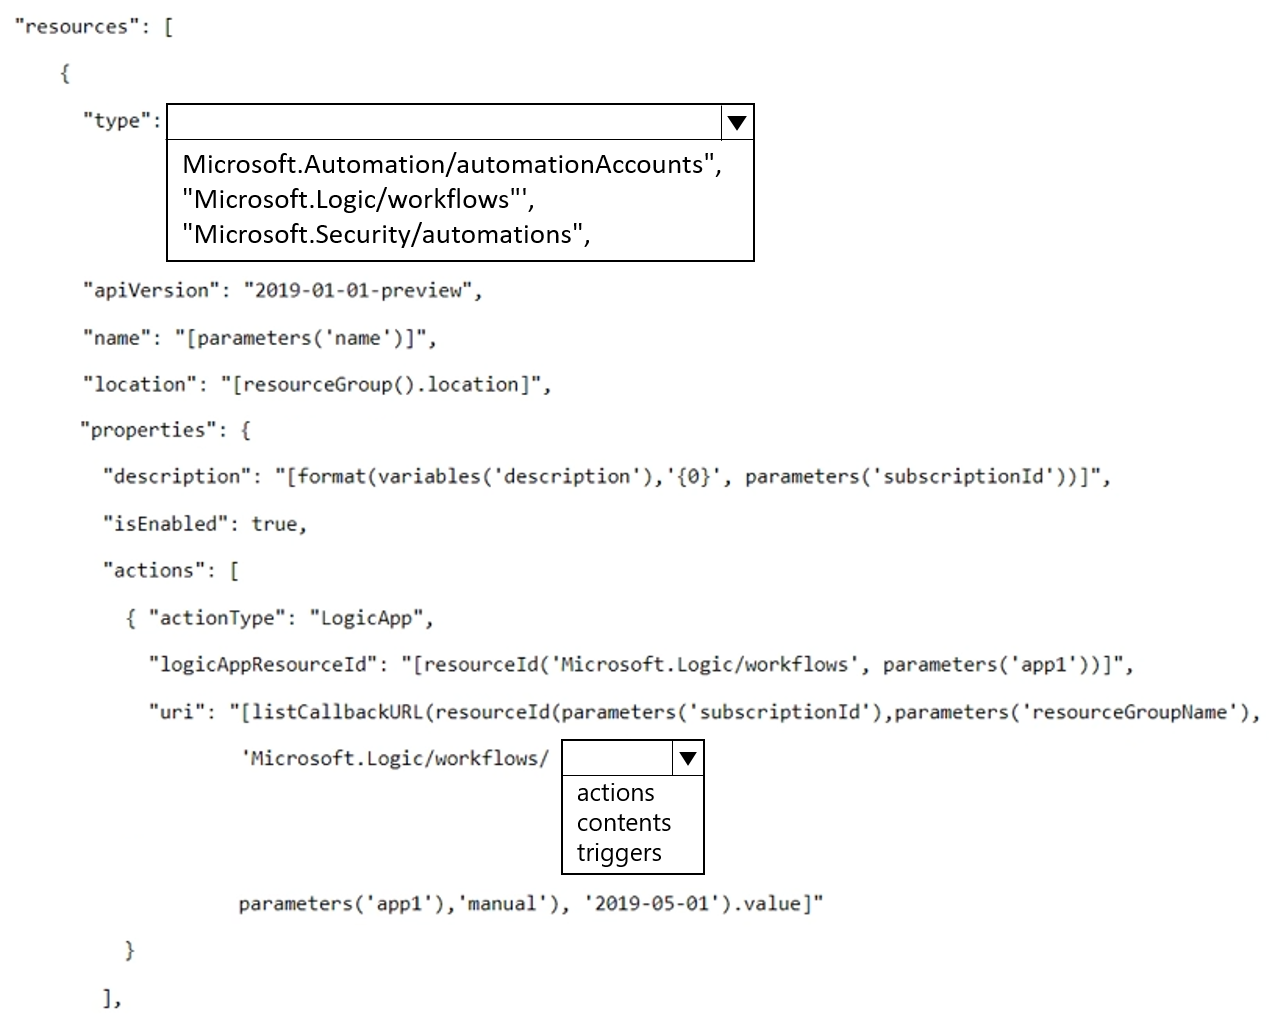 "resources": [
{
"type":
Microsoft.Automation/automationAccounts",
"Microsoft.Logic/workflows"',
"Microsoft.Security/automations",
"apiVersion": "2019-01-01-preview",
"name": "[parameters('name')]",
"location": "[resourceGroup().location]",
"properties": {
"description": "[format(variables('description'),'{0}', parameters('subscriptionId'))]",
"isEnabled": true,
"actions": [
{ "actionType": "LogicApp",
"logicAppResourceId": "[resourceId('Microsoft.Logic/workflows', parameters('app1'))]",
"uri": "[listCallbackURL(resourceId(parameters('subscriptionId'),parameters('resourceGroupName'),
'Microsoft.Logic/workflows/
actions
contents
triggers
parameters('app1'),'manual'), '2019-05-01').value]"
}
],